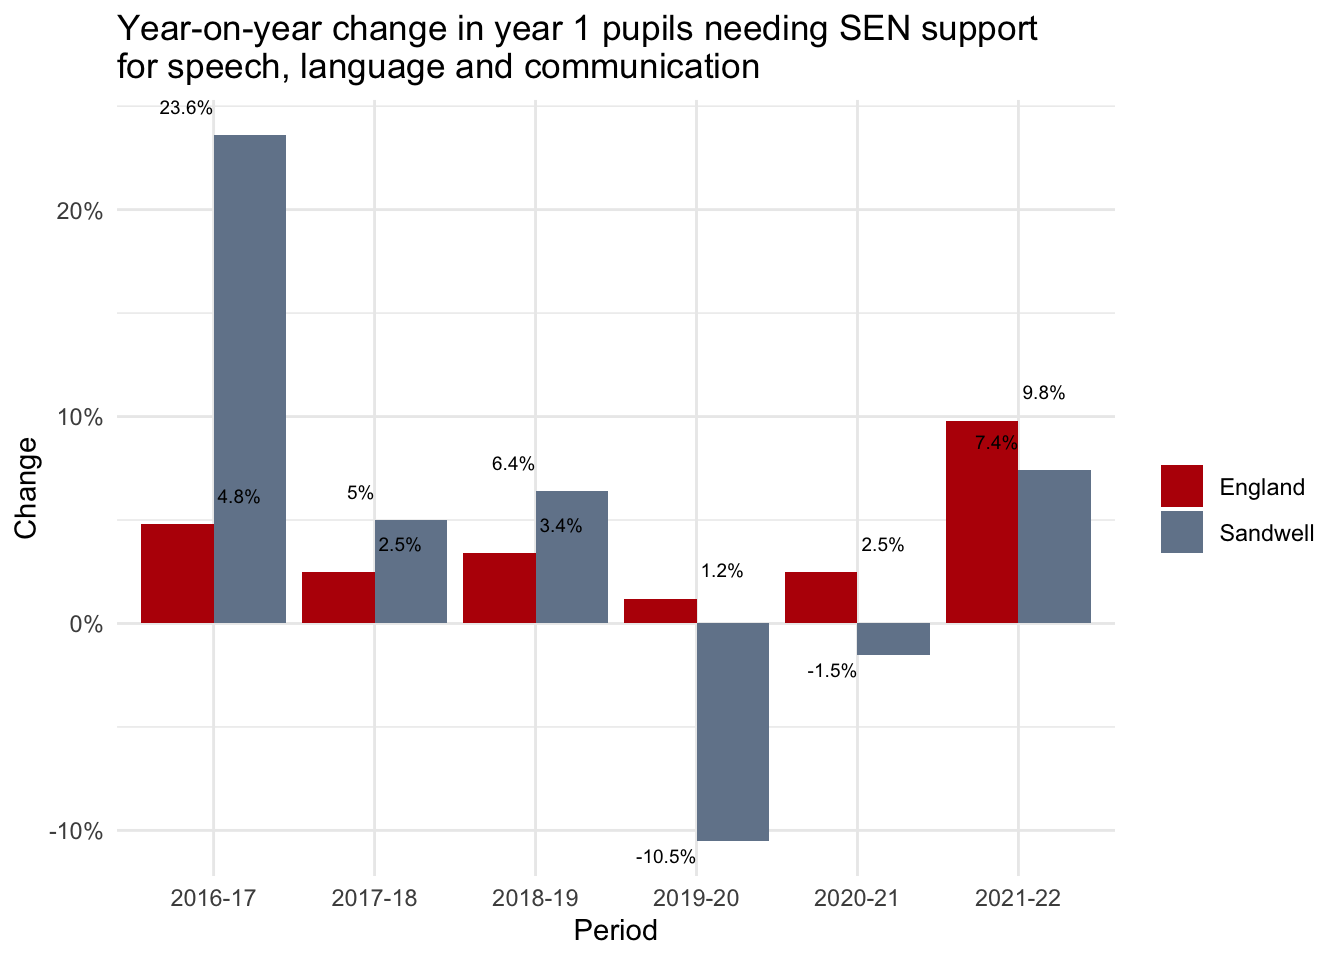 Year-on-year change in year 1 pupils needing SEN support
for speech, language and communication
23.6%
20%
10%
9.8%
7.4%
6.4%
5%
4.8%
3.4%
2.5%
2.5%
1.2%
0%
-1.5%
-10%
-10.5%
Change
England
Sandwell
2016-17 2017-18 2018-19 2019-20 2020-21 2021-22
Period